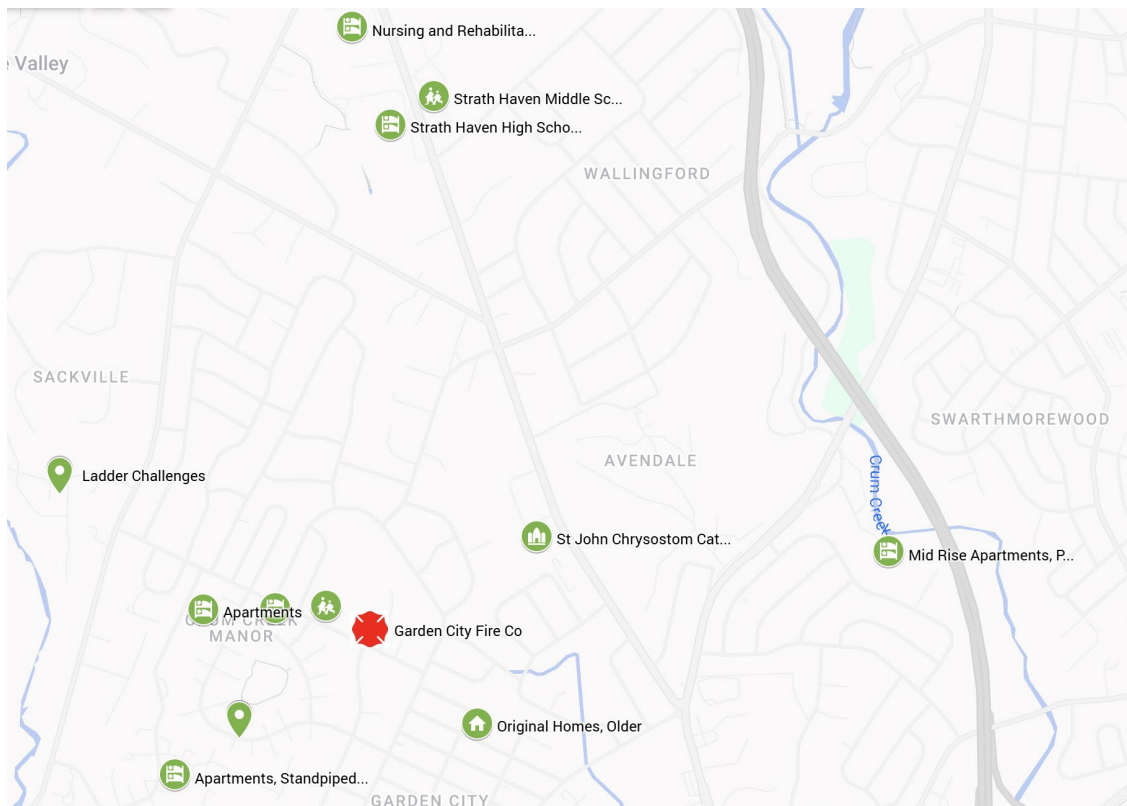 Nursing and Rehabilita...
Valley
Strath Haven Middle Sc...
Strath Haven High Scho...
WALLINGFORD
SACKVILLE
SWARTHMOREWOOD
AVENDALE
Ladder Challenges
Crum Creek
St John Chrysostom Cat...
Mid Rise Apartments, P...
Apartments
CRUM CREEK
MANOR
Garden City Fire Co
Original Homes, Older
Apartments, Standpiped...
GARDEN CITY